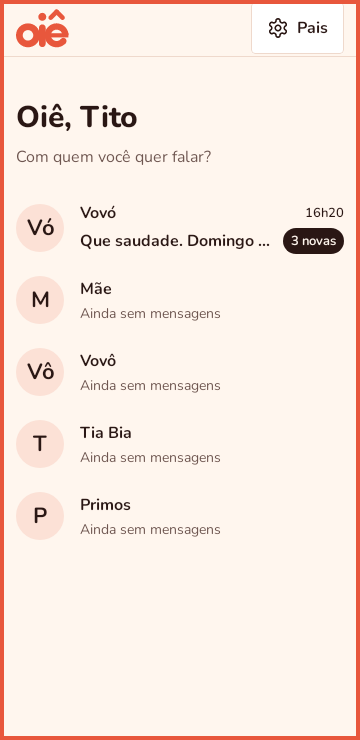 oiê
Pais
Oiê, Tito
Com quem você quer falar?
Vó
Vovó
16h20
Que saudade. Domingo ...
3 novas
M
Mãe
Ainda sem mensagens
Vô
Vovô
Ainda sem mensagens
T
Tia Bia
Ainda sem mensagens
P
Primos
Ainda sem mensagens